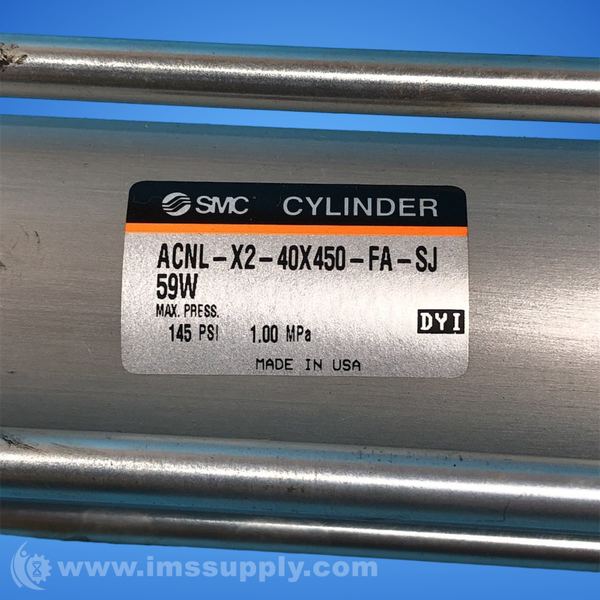 SMC CYLINDER
ACNL-X2-40X450-FA-SJ
59W
MAX. PRESS.
145 PSI 1.00 MPa
DYI
MADE IN USA
www.imssupply.com